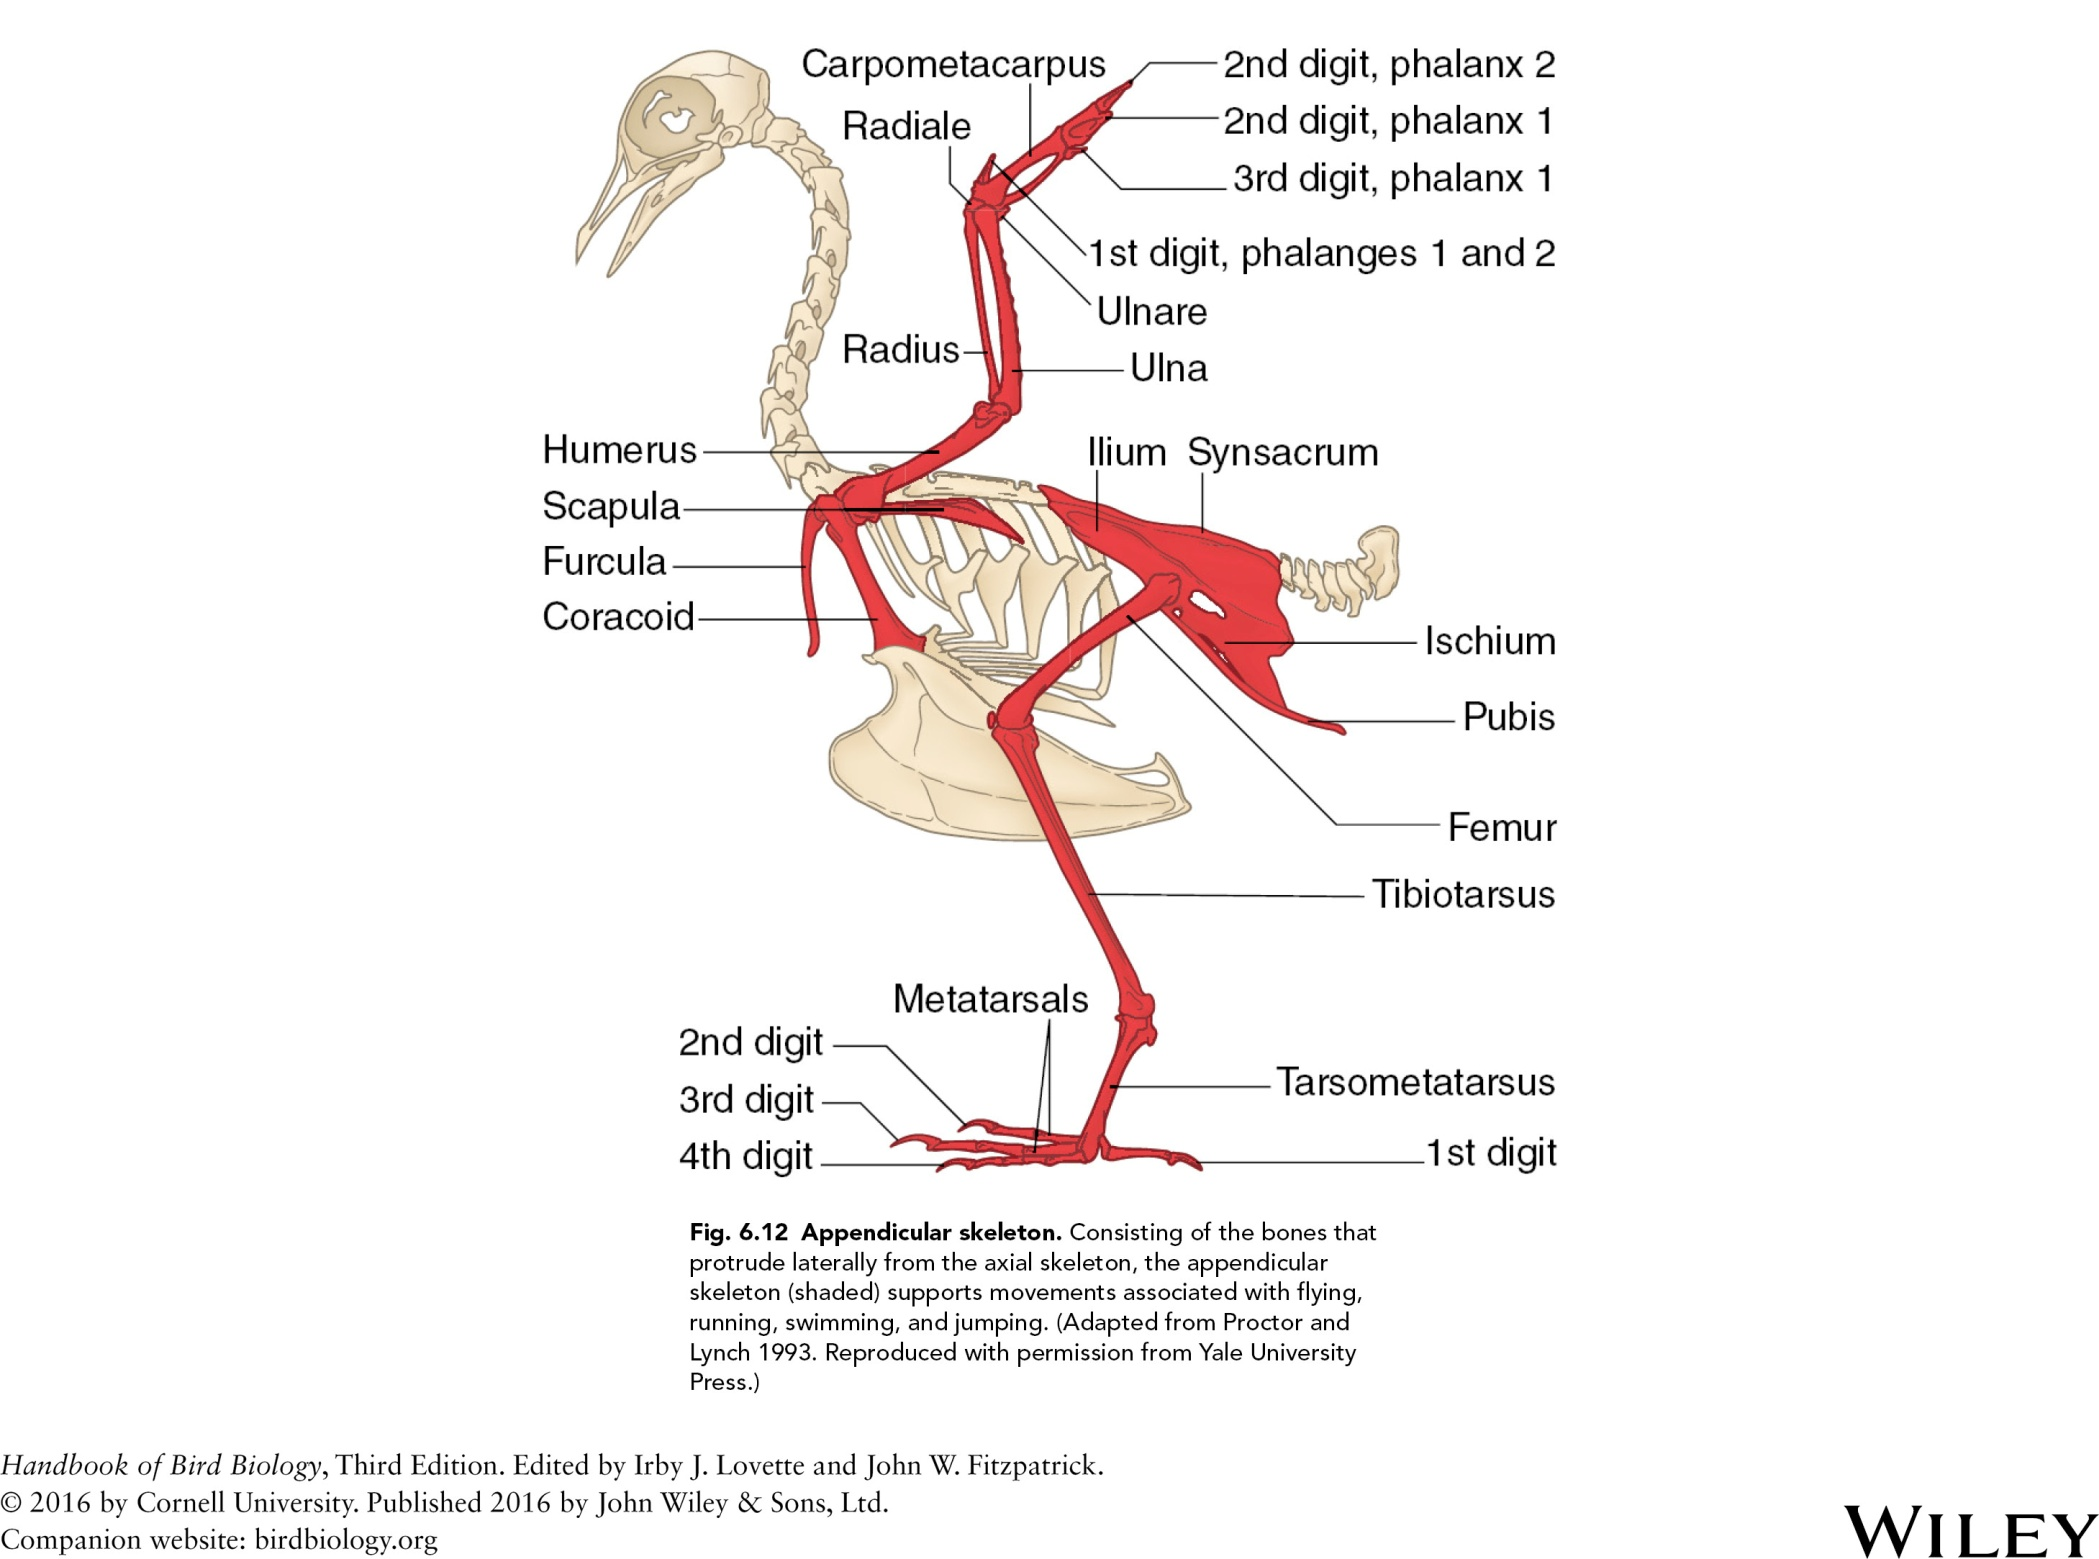 Carpometacarpus
2nd digit, phalanx 2
Radiale
2nd digit, phalanx 1
3rd digit, phalanx 1
1st digit, phalanges 1 and 2
Ulnare
Radius
Ulna
Humerus
Ilium Synsacrum
Scapula
Furcula
Coracoid
Ischium
Pubis
Femur
Tibiotarsus
Metatarsals
2nd digit
3rd digit
Tarsometatarsus
4th digit
1st digit
Fig. 6.12 Appendicular skeleton. Consisting of the bones that
protrude laterally from the axial skeleton, the appendicular
skeleton (shaded) supports movements associated with flying,
running, swimming, and jumping. (Adapted from Proctor and
Lynch 1993. Reproduced with permission from Yale University
Press.)
Handbook of Bird Biology, Third Edition. Edited by Irby J. Lovette and John W. Fitzpatrick.
© 2016 by Cornell University. Published 2016 by John Wiley & Sons, Ltd.
Companion website: birdbiology.org
WILEY